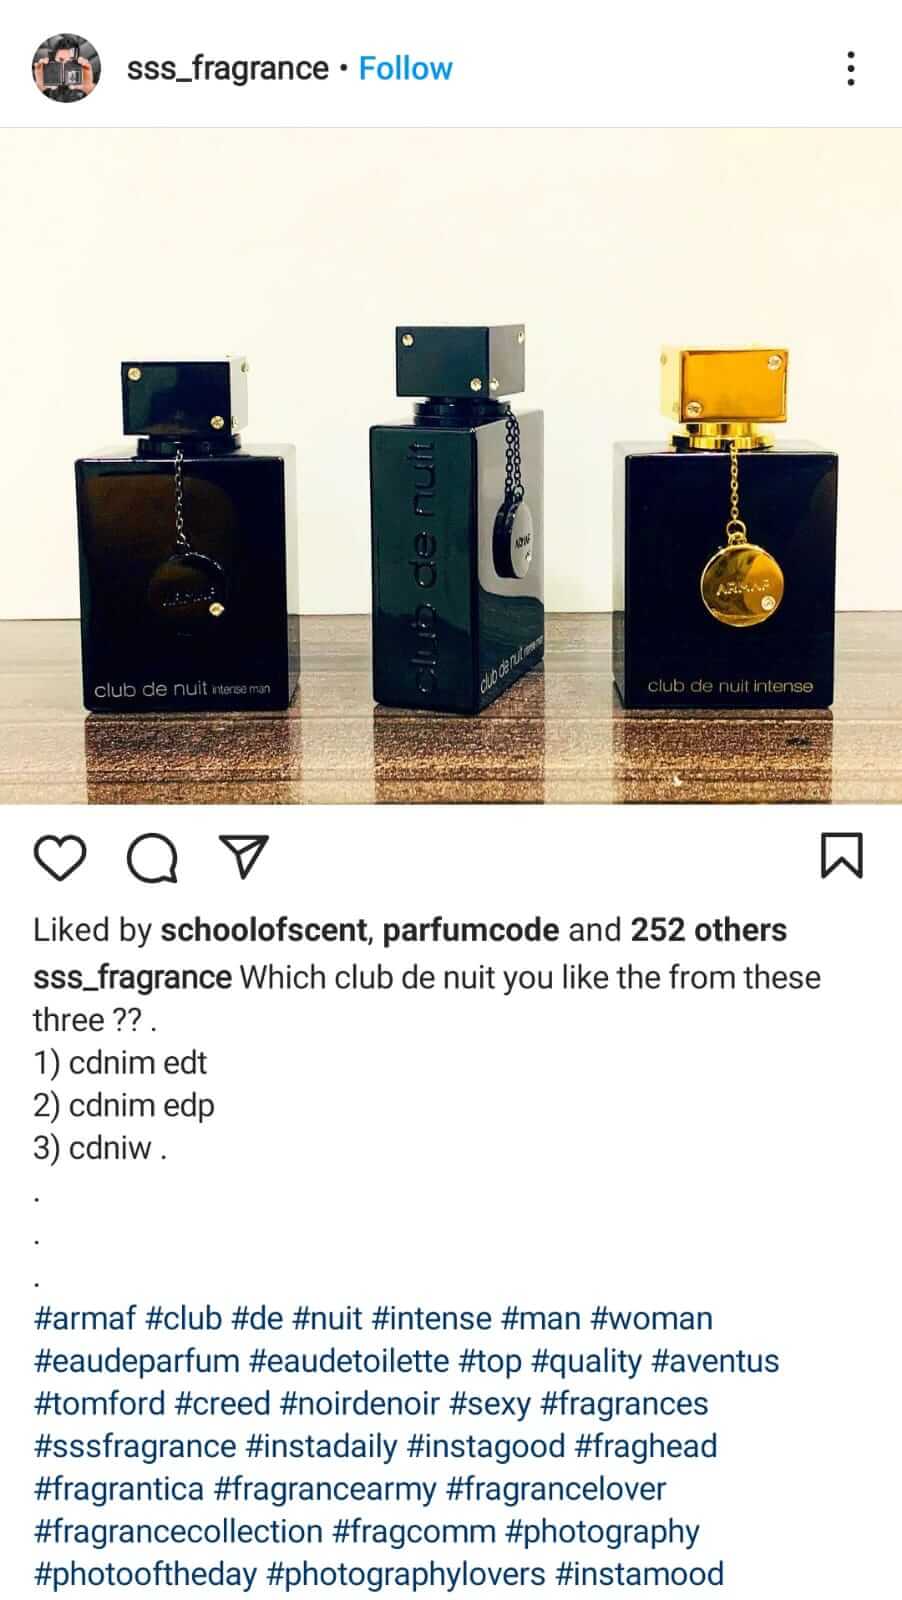 sss_fragrance • Follow
ARMAF
club de nuit intense man
club de nuit
ARMAF
club de nuit intense man
ARMAF
club de nuit intense
Liked by schoolofscent, parfumcode and 252 others
sss_fragrance Which club de nuit you like the from these
three ?? .
1) cdnim edt
2) cdnim edp
3) cdniw .
.
.
.
#armaf #club #de #nuit #intense #man #woman
#eaudeparfum #eaudetoilette #top #quality #aventus
#tomford #creed #noirdenoir #sexy #fragrances
#sssfragrance #instadaily #instagood #fraghead
#fragrantica #fragrancearmy #fragrancelover
#fragrancecollection #fragcomm #photography
#photooftheday #photographylovers #instamood